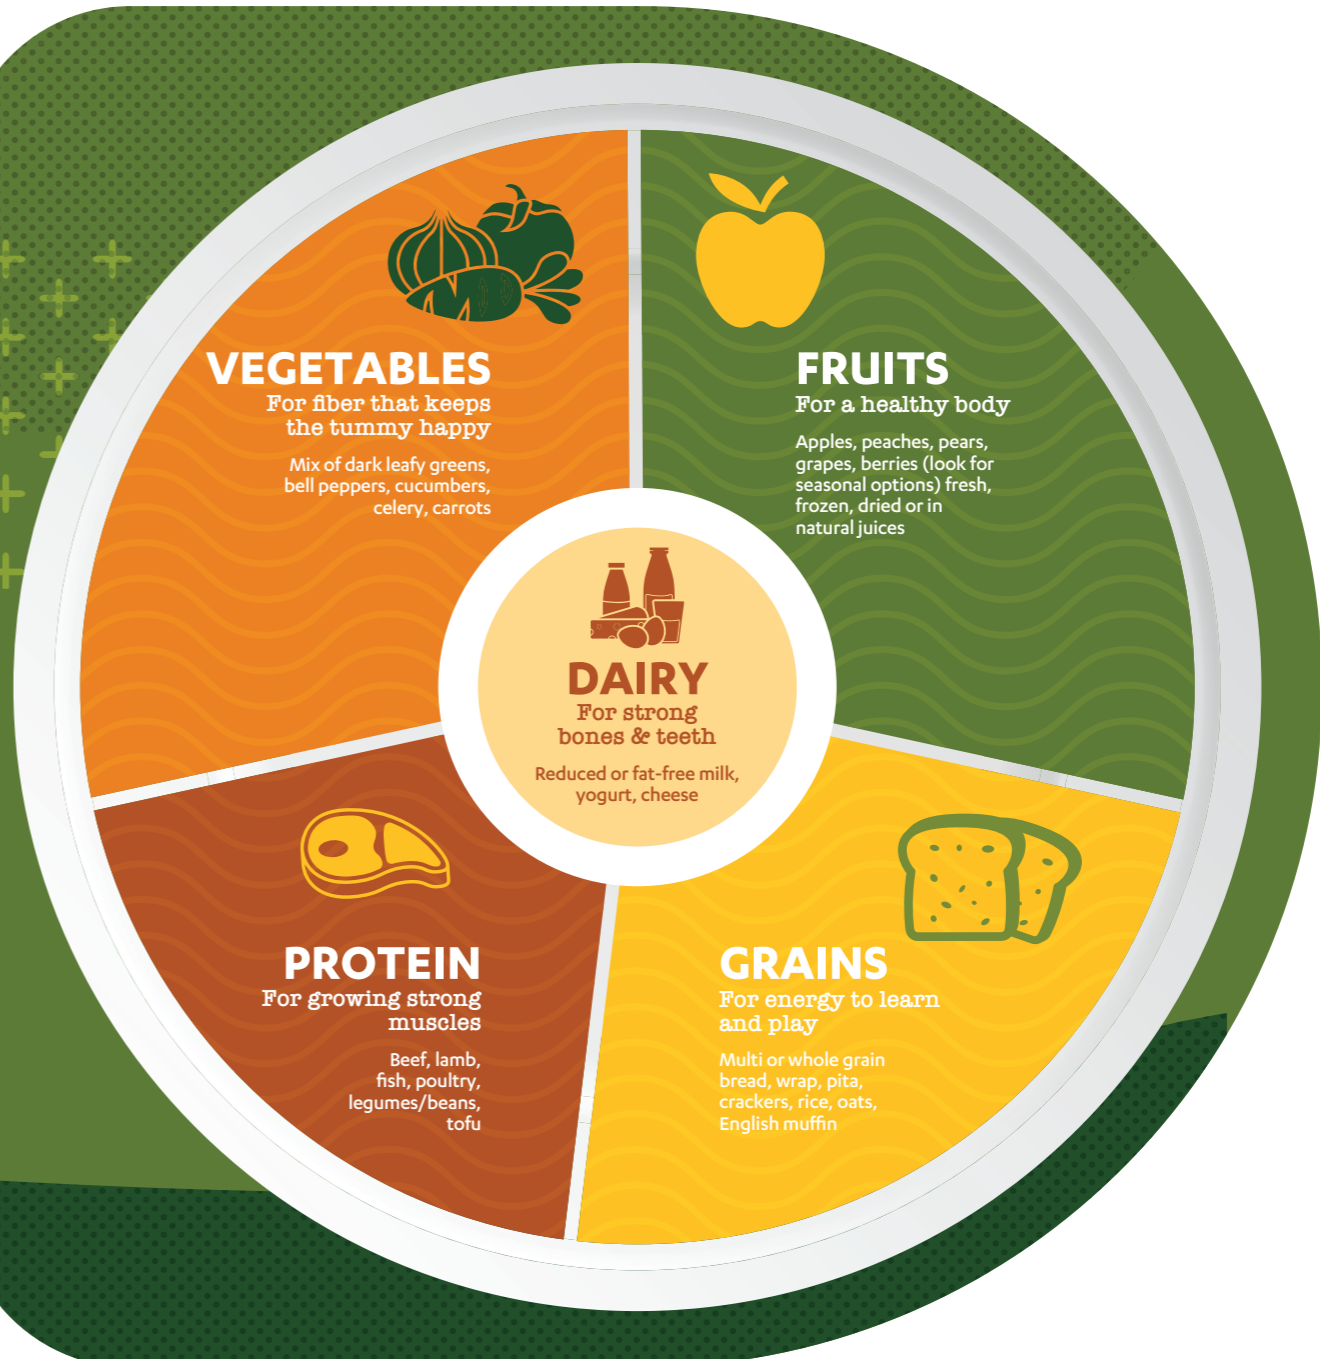 VEGETABLES
For fiber that keeps
the tummy happy
Mix of dark leafy greens,
bell peppers, cucumbers,
celery, carrots
FRUITS
For a healthy body
Apples, peaches, pears,
grapes, berries (look for
seasonal options) fresh,
frozen, dried or in
natural juices
DAIRY
For strong
bones & teeth
Reduced or fat-free milk,
yogurt, cheese
PROTEIN
For growing strong
muscles
Beef, lamb,
fish, poultry,
legumes/beans,
tofu
GRAINS
For energy to learn
and play
Multi or whole grain
bread, wrap, pita,
crackers, rice, oats,
English muffin